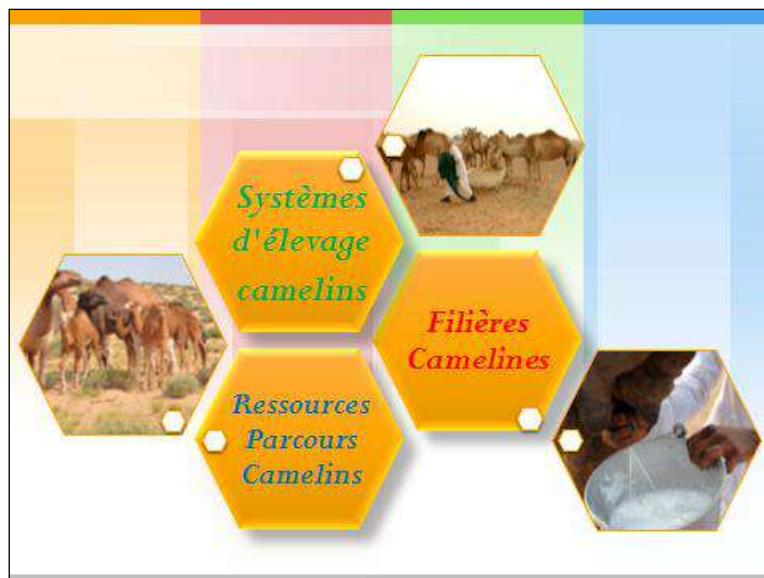 Systèmes
d'élevage
camelins
Filières
Camelines
Ressources
Parcours
Camelins